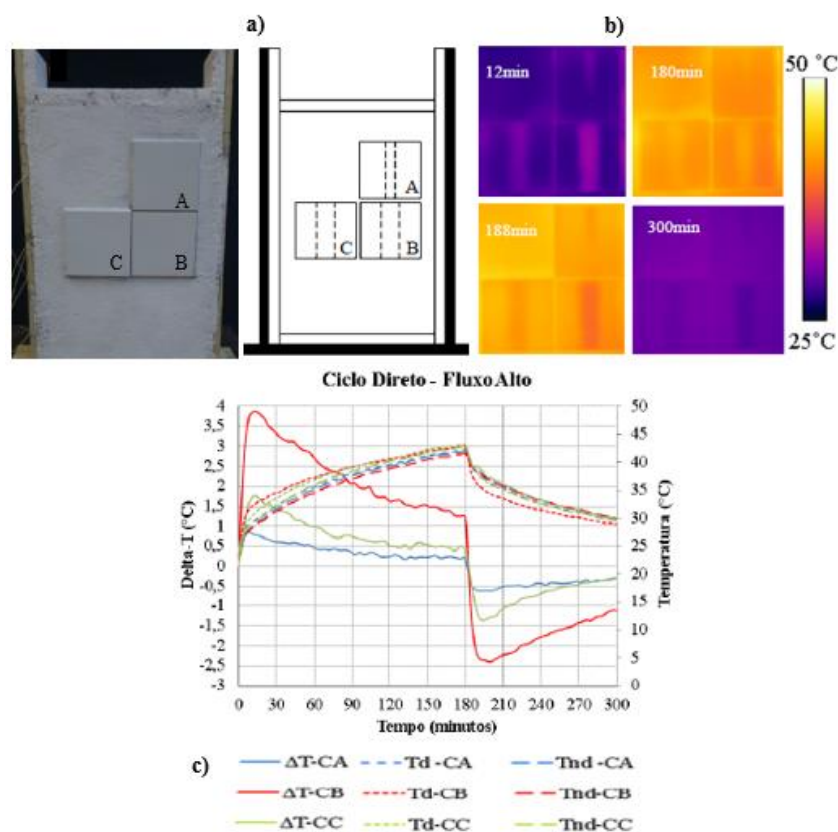 a)
b)
A
C
B
A
C
B
12min
180min
188min
300min
50 ˚C
25˚C
Ciclo Direto - Fluxo Alto
Delta-T (°C)
4
3,5
3
2,5
2
1,5
1
0,5
0
-0,5
-1
-1,5
-2
-2,5
-3
50
45
40
35
30
25
20
15
10
5
0
Temperatura (°C)
0 30 60 90 120 150 180 210 240 270 300
Tempo (minutos)
c)
ΔT-CA Td -CA Tnd-CA
ΔT-CB Td-CB Tnd-CB
ΔT-CC Td-CC Tnd-CC